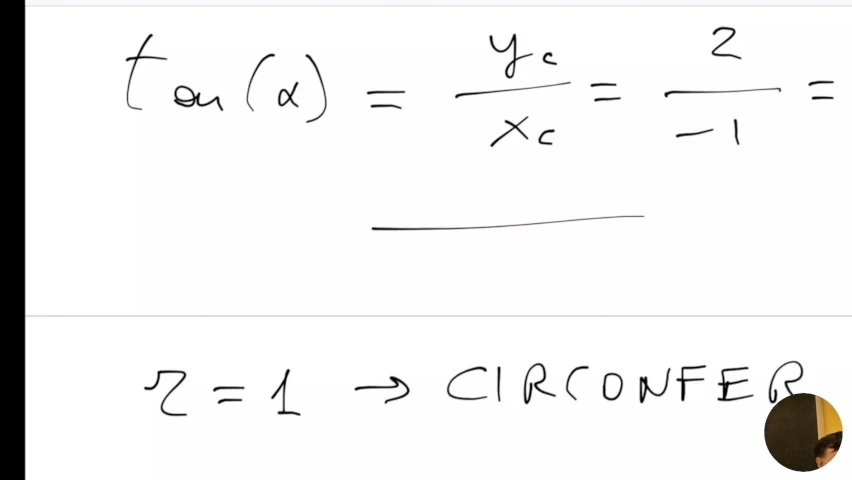 tan(α) = y_c / x_c = 2 / -1 =
r = 1 → CIRCONFER